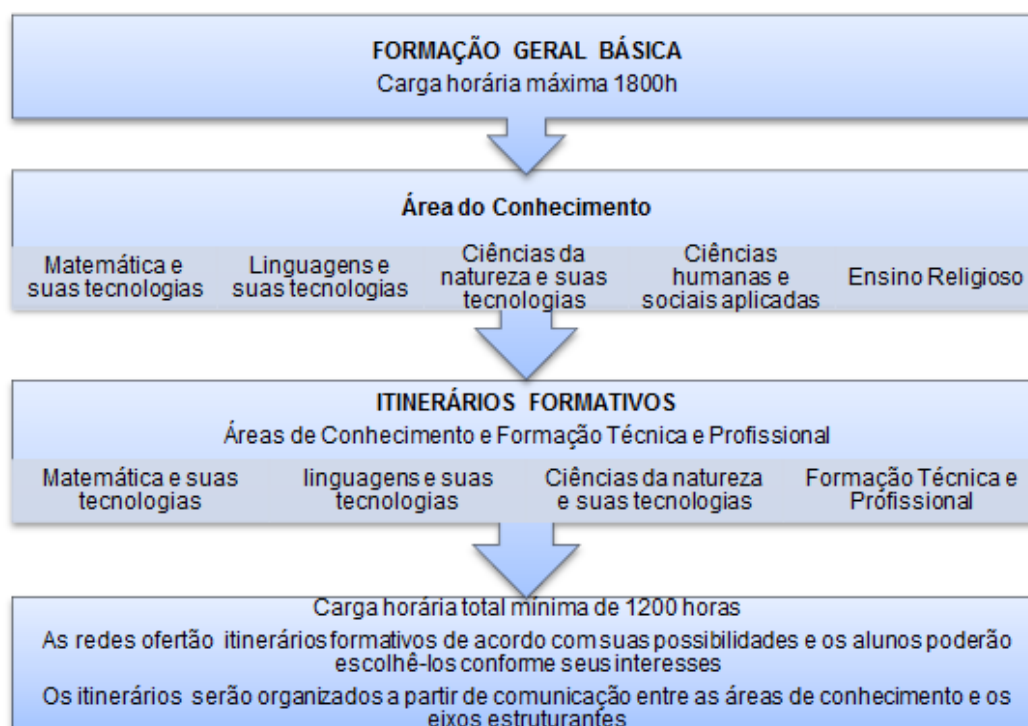 FORMAÇÃO GERAL BÁSICA
Carga horária máxima 1800h
Área do Conhecimento
Matemática e
suas tecnologias
Linguagens e
suas tecnologias
Ciências da
natureza e suas
tecnologias
Ciências
humanas e
sociais aplicadas
Ensino Religioso
ITINERÁRIOS FORMATIVOS
Áreas de Conhecimento e Formação Técnica e Profissional
Matemática e suas
tecnologias
linguagens e suas
tecnologias
Ciências da natureza
e suas tecnologias
Formação Técnica e
Profissional
Carga horária total mínima de 1200 horas
As redes ofertão itinerários formativos de acordo com suas possibilidades e os alunos poderão
escolhê-los conforme seus interesses
Os itinerários serão organizados a partir de comunicação entre as áreas de conhecimento e os
eixos estruturantes